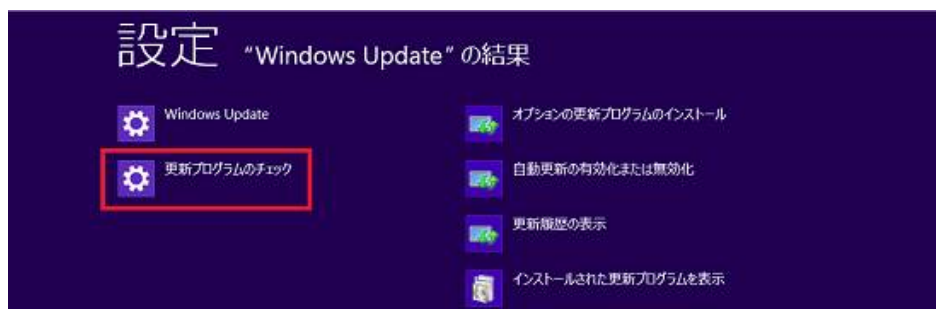 設定 “Windows Update” の結果
Windows Update
更新プログラムのチェック
オプションの更新プログラムのインストール
自動更新の有効化または無効化
更新履歴の表示
インストールされた更新プログラムを表示